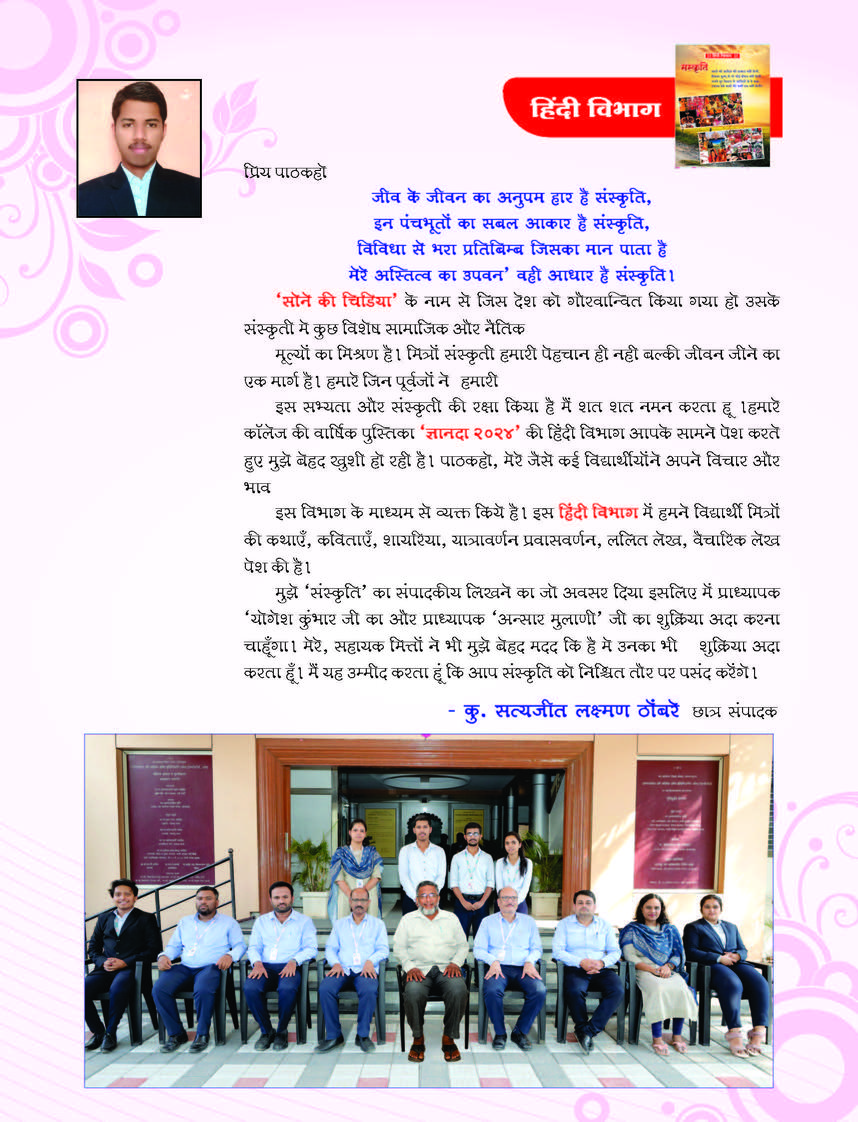 हिंदी विभाग
संस्कृति
प्रिय पाठकहो
जीव के जीवन का अनुपम हार है संस्कृति,
इन पंचभूतों का सबल आकार है संस्कृति,
विविधा से भरा प्रतिबिम्ब जिसका मान पाता है
मेरे अस्तित्व का उपवन’ वही आधार है संस्कृति।
‘सोने की चिडिया’ के नाम से जिस देश को गौरवान्वित किया गया हो उसके
संस्कृती मे कुछ विशेष सामाजिक और नैतिक
मूल्यों का मिश्रण है। मित्रों संस्कृती हमारी पेहचान ही नही बल्की जीवन जीने का
एक मार्ग है। हमारे जिन पूर्वजों ने हमारी
इस सभ्यता और संस्कृती की रक्षा किया है मैं शत शत नमन करता हू ।हमारे
कॉलेज की वार्षिक पुस्तिका ‘ज्ञानदा २०२४’ की हिंदी विभाग आपके सामने पेश करते
हुए मुझे बेहद खुशी हो रही है। पाठकहो, मेरे जैसे कई विद्यार्थीयोंने अपने विचार और
भाव
इस विभाग के माध्यम से व्यक्त किये है। इस हिंदी विभाग में हमने विद्यार्थी मित्रों
की कथाएँ, कविताएँ, शायरिया, यात्रावर्णन प्रवासवर्णन, ललित लेख, वैचारिक लेख
पेश की है।
मुझे ‘संस्कृति’ का संपादकीय लिखने का जो अवसर दिया इसलिए में प्राध्यापक
‘योगेश कुंभार जी का और प्राध्यापक ‘अन्सार मुलाणी’ जी का शुक्रिया अदा करना
चाहूँगा। मेरे, सहायक मित्तों ने भी मुझे बेहद मदद कि है मे उनका भी शुक्रिया अदा
करता हूँ। मैं यह उम्मीद करता हूं कि आप संस्कृति को निश्चित तौर पर पसंद करेंगे।
- कु. सत्यजीत लक्ष्मण ठोंबरे छात्र संपादक